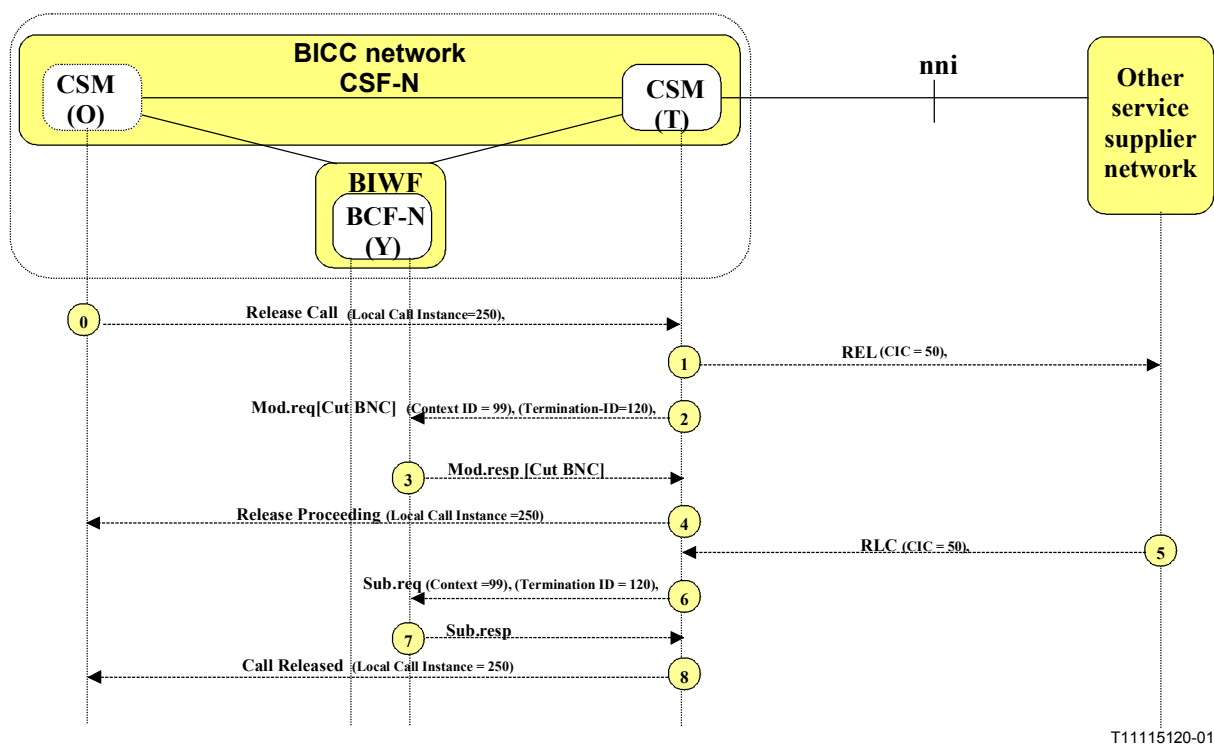 BICC network
CSF-N
CSM
(O)
CSM
(T)
nni
Other
service
supplier
network
BIWF
BCF-N
(Y)
0
Release Call (Local Call Instance=250),
1
REL (CIC = 50),
Mod.req[Cut BNC] (Context ID = 99), (Termination-ID=120),
2
3
Mod.resp [Cut BNC]
Release Proceeding (Local Call Instance =250)
4
RLC (CIC = 50),
5
Sub.req (Context =99), (Termination ID = 120),
6
7
Sub.resp
Call Released (Local Call Instance = 250)
8
T11115120-01